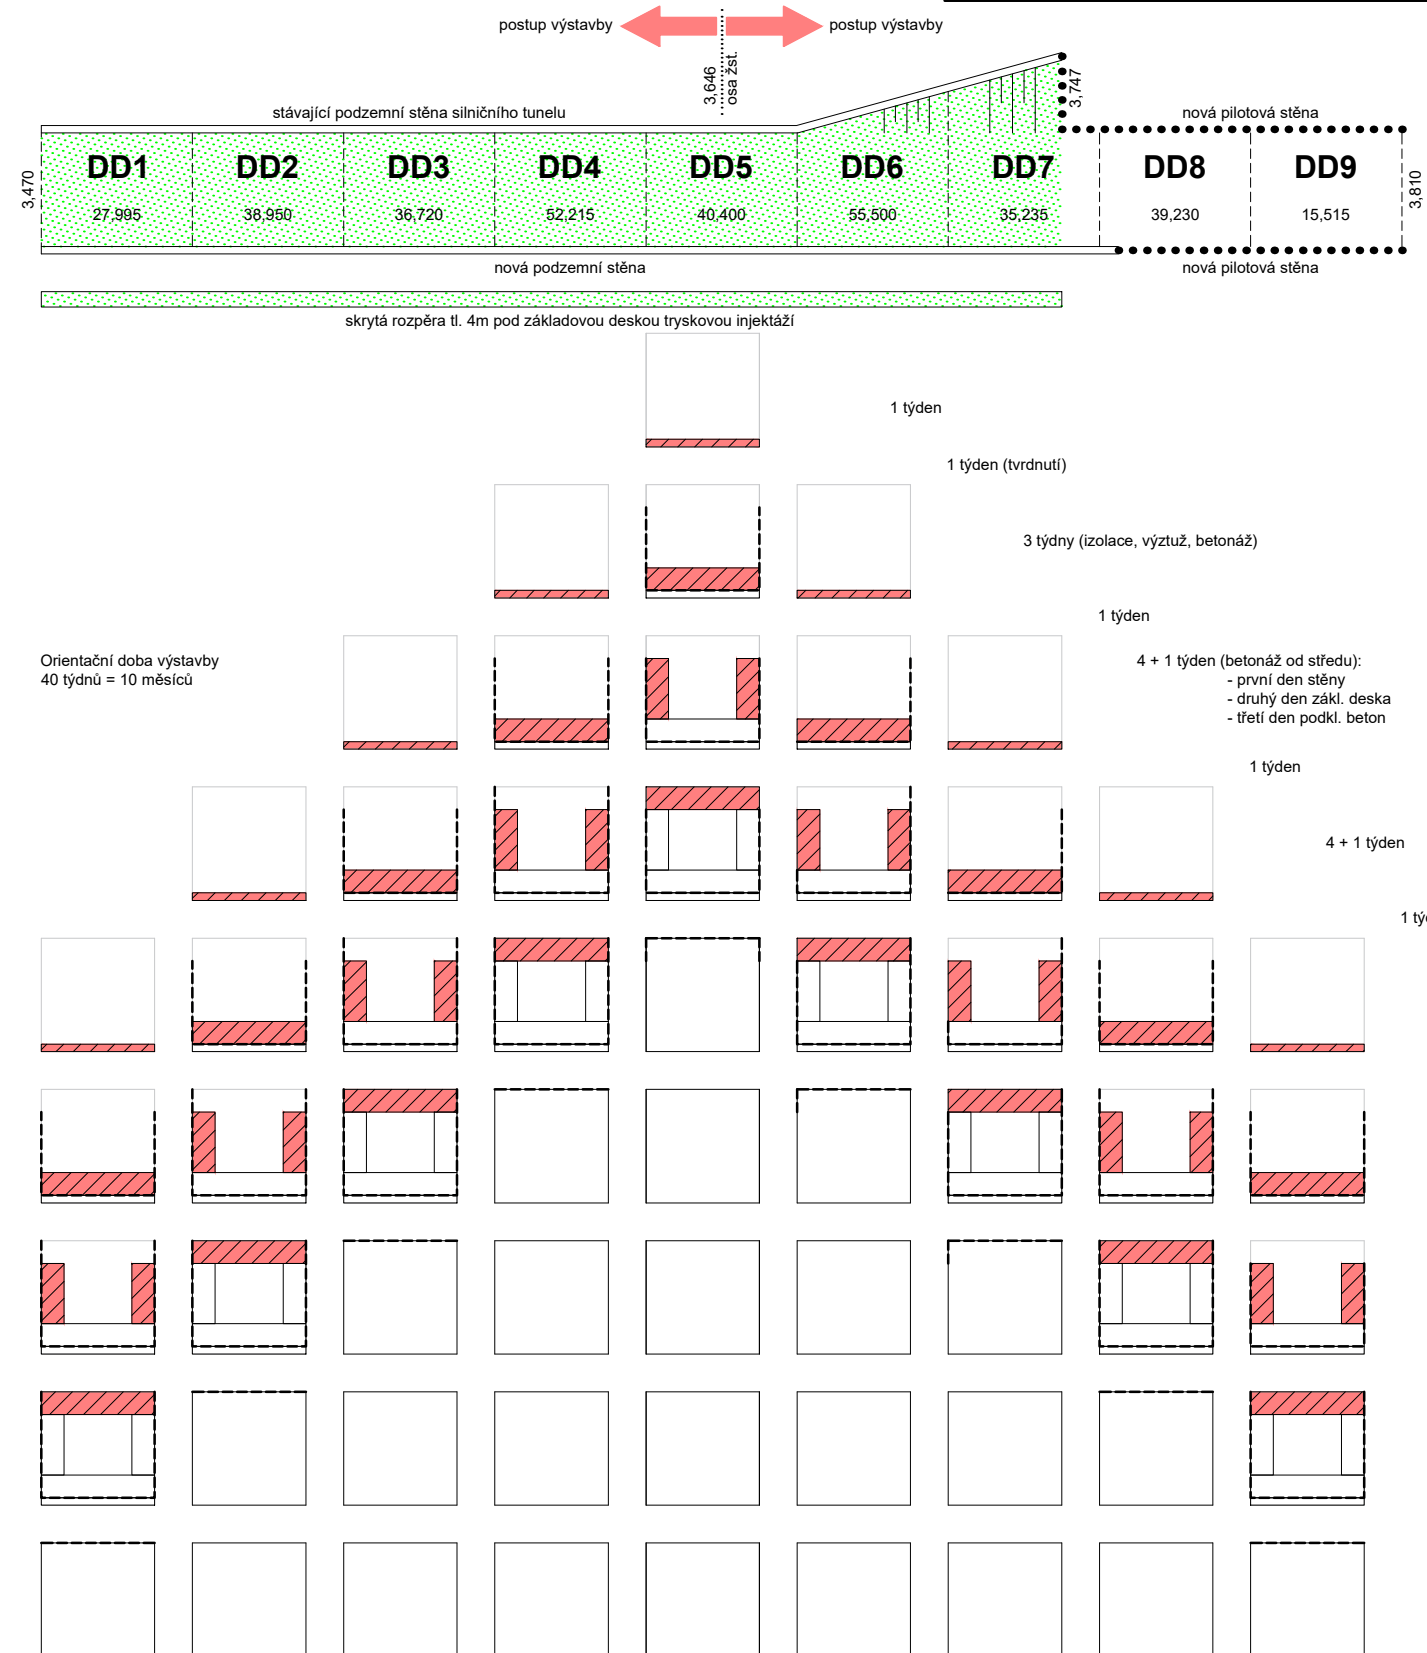 postup výstavby
postup výstavby
3,646
osa žst.
3,747
stávající podzemní stěna silničního tunelu
nová pilotová stěna
3,470
DD1
DD2
DD3
DD4
DD5
DD6
DD7
DD8
DD9
3,810
27,995
38,950
36,720
52,215
40,400
55,500
35,235
39,230
15,515
nová podzemní stěna
nová pilotová stěna
skrytá rozpěra tl. 4m pod základovou deskou tryskovou injektáží
1 týden
1 týden (tvrdnutí)
3 týdny (izolace, výztuž, betonáž)
1 týden
Orientační doba výstavby
40 týdnů = 10 měsíců
4 + 1 týden (betonáž od středu):
- první den stěny
- druhý den zákl. deska
- třetí den podkl. beton
1 týden
4 + 1 týden
1